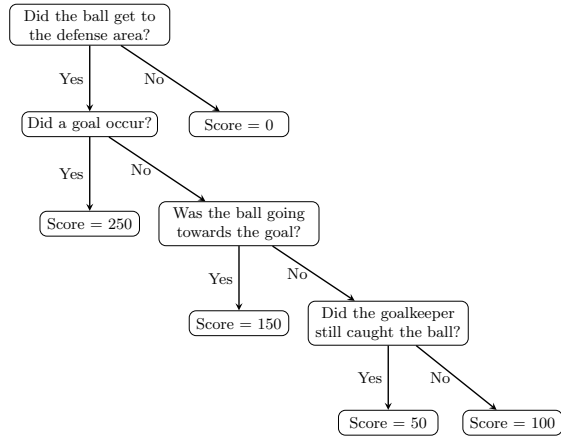 Did the ball get to
the defense area?
Yes
No
Did a goal occur?
Score = 0
Yes
No
Score = 250
Was the ball going
towards the goal?
Yes
No
Score = 150
Did the goalkeeper
still caught the ball?
Yes
No
Score = 50
Score = 100